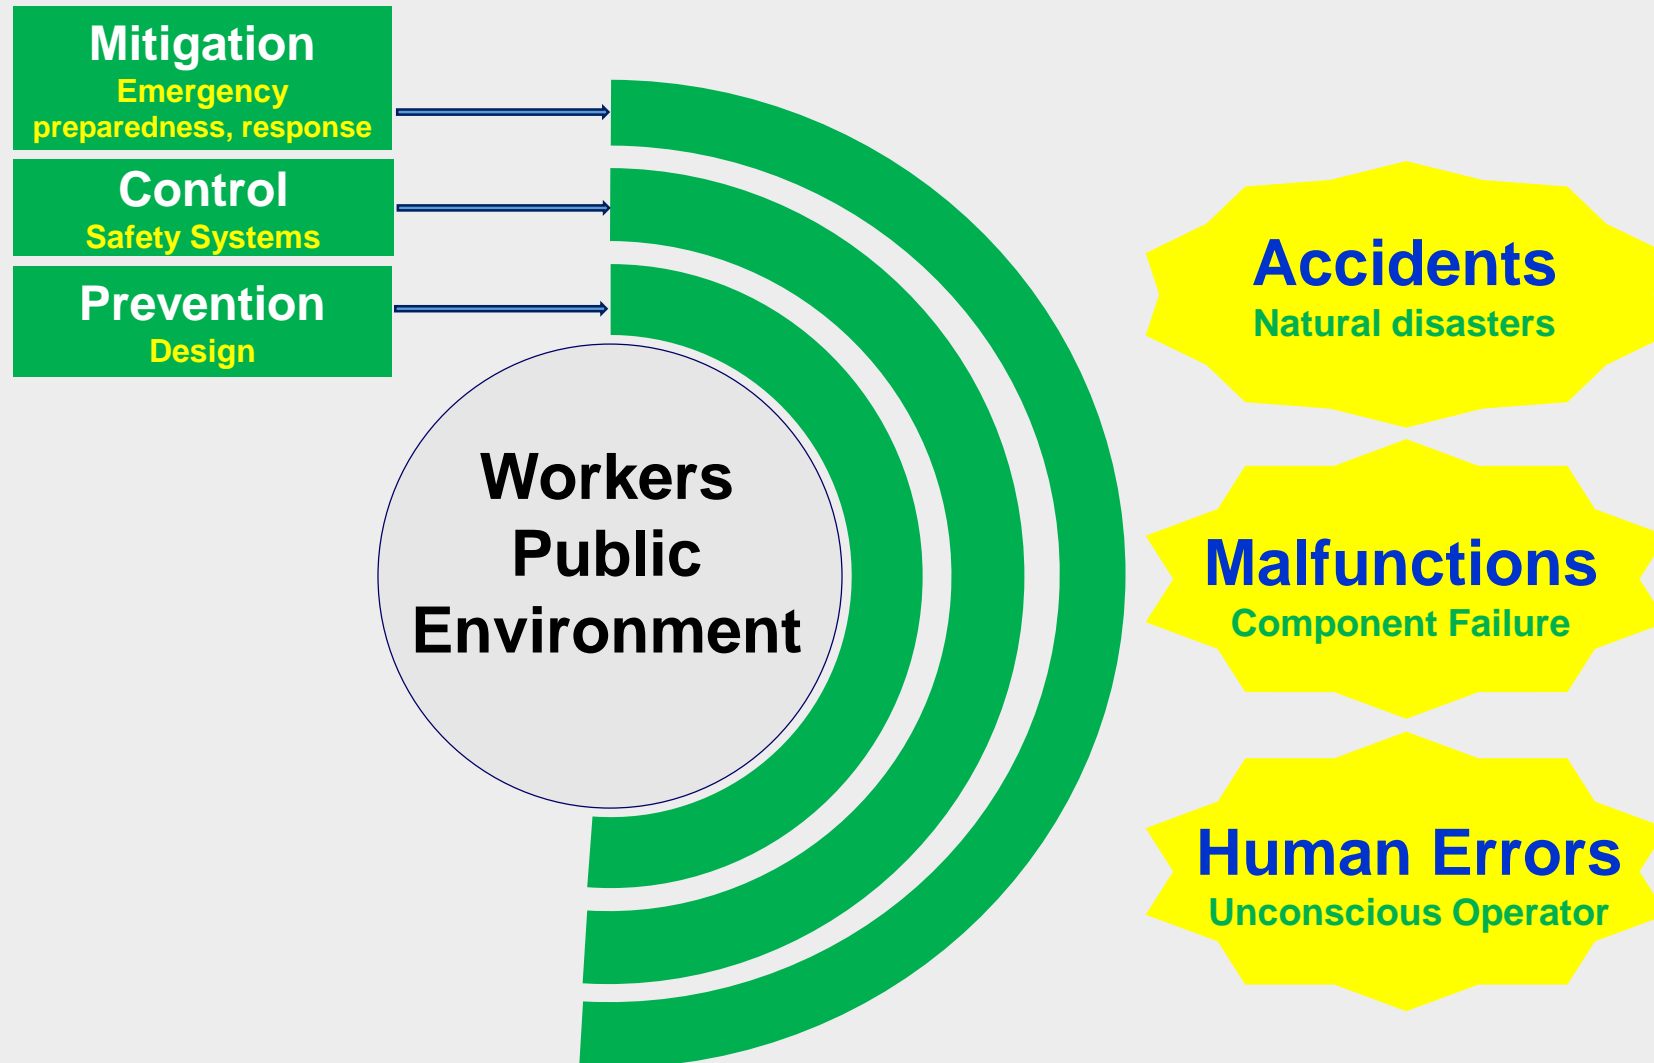 Mitigation
Emergency
preparedness, response
Control
Safety Systems
Prevention
Design
Workers
Public
Environment
Accidents
Natural disasters
Malfunctions
Component Failure
Human Errors
Unconscious Operator